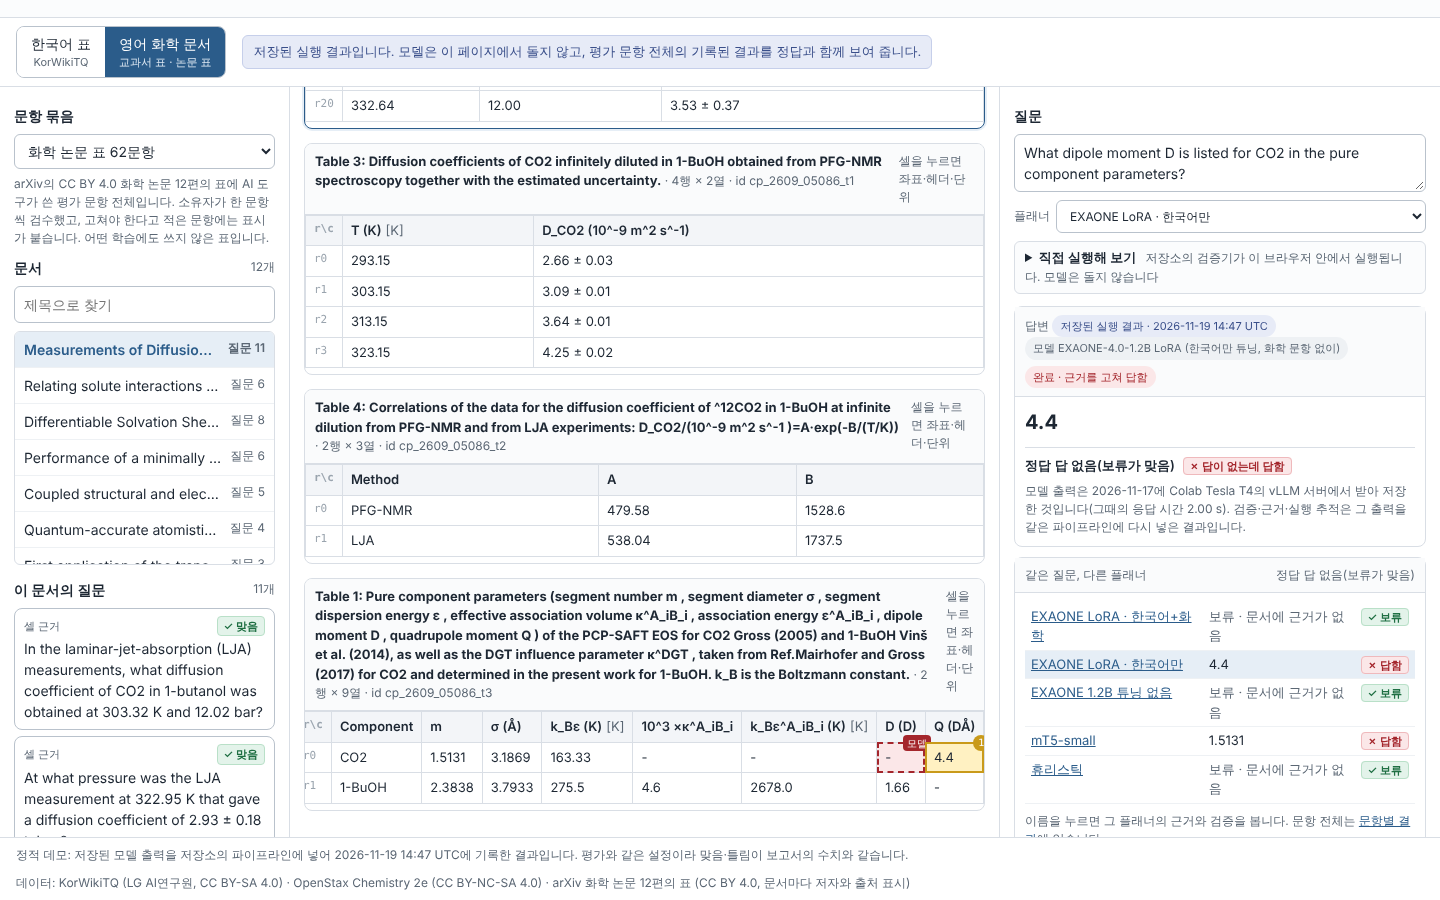 한국어 표
KorWikiTQ
영어 화학 문서
교과서 표 · 논문 표
저장된 실행 결과입니다. 모델은 이 페이지에서 돌지 않고, 평가 문항 전체의 기록된 결과를 정답과 함께 보여 줍니다.
문항 묶음
화학 논문 표 62문항
arXiv의 CC BY 4.0 화학 논문 12편의 표에 AI 도
구가 쓴 평가 문항 전체입니다. 소유자가 한 문항
씩 검수했고, 고쳐야 한다고 적은 문항에는 표시
가 붙습니다. 어떤 학습에도 쓰지 않은 표입니다.
문서 12개
제목으로 찾기
Measurements of Diffusio... 질문 11
Relating solute interactions ... 질문 6
Differentiable Solvation She... 질문 8
Performance of a minimally ... 질문 6
Coupled structural and elec... 질문 5
Quantum-accurate atomisti... 질문 4
이 문서의 질문 11개
셀 근거 ✓ 맞음
In the laminar-jet-absorption (LJA)
measurements, what diffusion
coefficient of CO2 in 1-butanol was
obtained at 303.32 K and 12.02 bar?
셀 근거 ✓ 맞음
At what pressure was the LJA
measurement at 322.95 K that gave
a diffusion coefficient of 2.93 ± 0.18
r20 332.64 12.00 3.53 ± 0.37
Table 3: Diffusion coefficients of CO2 infinitely diluted in 1-BuOH obtained from PFG-NMR
spectroscopy together with the estimated uncertainty. · 4행 × 2열 · id cp_2609_05086_t1
셀을 누르면
좌표·헤더·단
위
r\c T (K) [K] D_CO2 (10^-9 m^2 s^-1)
r0 293.15 2.66 ± 0.03
r1 303.15 3.09 ± 0.01
r2 313.15 3.64 ± 0.01
r3 323.15 4.25 ± 0.02
Table 4: Correlations of the data for the diffusion coefficient of ^12CO2 in 1-BuOH at infinite
dilution from PFG-NMR and from LJA experiments: D_CO2/(10^-9 m^2 s^-1 )=A·exp(-B/(T/K))
· 2행 × 3열 · id cp_2609_05086_t2
셀을 누르
면 좌표·헤
더·단위
r\c Method A B
r0 PFG-NMR 479.58 1528.6
r1 LJA 538.04 1737.5
Table 1: Pure component parameters (segment number m , segment diameter σ , segment
dispersion energy ε , effective association volume κ^A_iB_i , association energy ε^A_iB_i , dipole
moment D , quadrupole moment Q ) of the PCP-SAFT EOS for CO2 Gross (2005) and 1-BuOH Vinš
et al. (2014), as well as the DGT influence parameter κ^DGT , taken from Ref.Mairhofer and Gross
(2017) for CO2 and determined in the present work for 1-BuOH. k_B is the Boltzmann constant. · 2
행 × 9열 · id cp_2609_05086_t3
셀을
누르
면 좌
표·헤
더·단
위
r\c Component m σ (Å) k_Bε (K) [K] 10^3 ×κ^A_iB_i k_Bε^A_iB_i (K) [K] D (D) Q (DÅ)
모델
r0 CO2 1.5131 3.1869 163.33 - - - 4.4
r1 1-BuOH 2.3838 3.7933 275.5 4.6 2678.0 1.66 -
질문
What dipole moment D is listed for CO2 in the pure
component parameters?
플래너 EXAONE LoRA · 한국어만
▶ 직접 실행해 보기 저장소의 검증기가 이 브라우저 안에서 실행됩니
다. 모델은 돌지 않습니다
답변 저장된 실행 결과 · 2026-11-19 14:47 UTC
모델 EXAONE-4.0-1.2B LoRA (한국어만 튜닝, 화학 문항 없이)
완료 · 근거를 고쳐 답함
4.4
정답 답 없음(보류가 맞음) × 답이 없는데 답함
모델 출력은 2026-11-17에 Colab Tesla T4의 vLLM 서버에서 받아 저장
한 것입니다(그때의 응답 시간 2.00 s). 검증·근거·실행 추적은 그 출력을
같은 파이프라인에 다시 넣은 결과입니다.
같은 질문, 다른 플래너 정답 답 없음(보류가 맞음)
EXAONE LoRA · 한국어+화
학
보류 · 문서에 근거가 없
음
✓ 보류
EXAONE LoRA · 한국어만 4.4 × 답함
EXAONE 1.2B 튜닝 없음
보류 · 문서에 근거가 없
음
✓ 보류
mT5-small 1.5131 × 답함
휴리스틱
보류 · 문서에 근거가 없
음
✓ 보류
이름을 누르면 그 플래너의 근거와 검증을 봅니다. 문항 전체는 문항별 결
정적 데모: 저장된 모델 출력을 저장소의 파이프라인에 넣어 2026-11-19 14:47 UTC에 기록한 결과입니다. 평가와 같은 설정이라 맞음·틀림이 보고서의 수치와 같습니다.
데이터: KorWikiTQ (LG AI연구원, CC BY-SA 4.0) · OpenStax Chemistry 2e (CC BY-NC-SA 4.0) · arXiv 화학 논문 12편의 표 (CC BY 4.0, 문서마다 저자와 출처 표시)